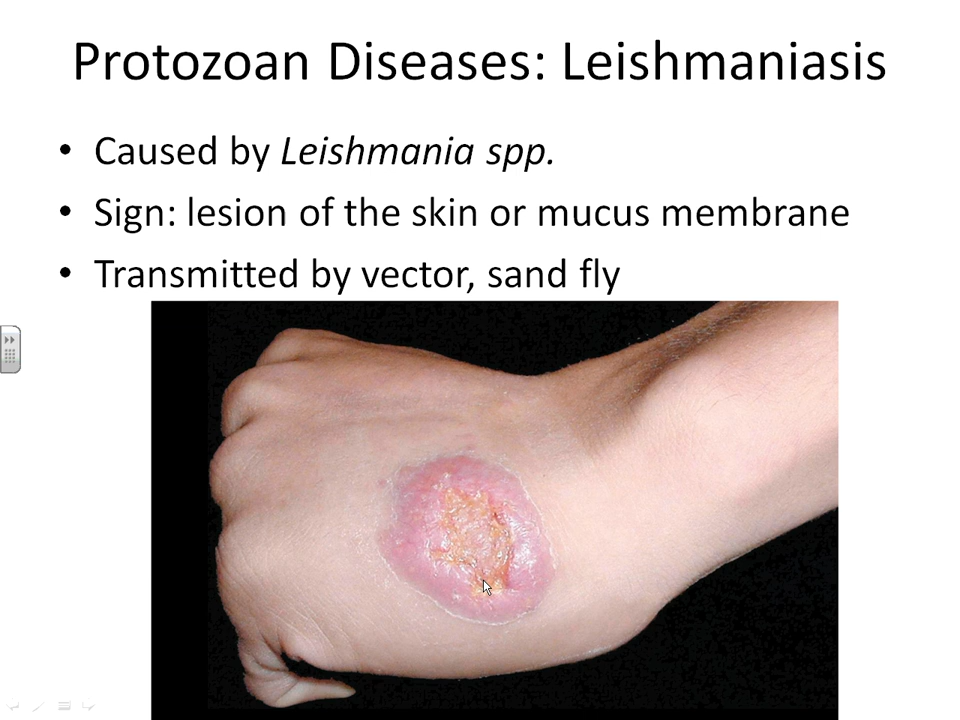 Protozoan Diseases: Leishmaniasis
• Caused by Leishmania spp.
• Sign: lesion of the skin or mucus membrane
• Transmitted by vector, sand fly